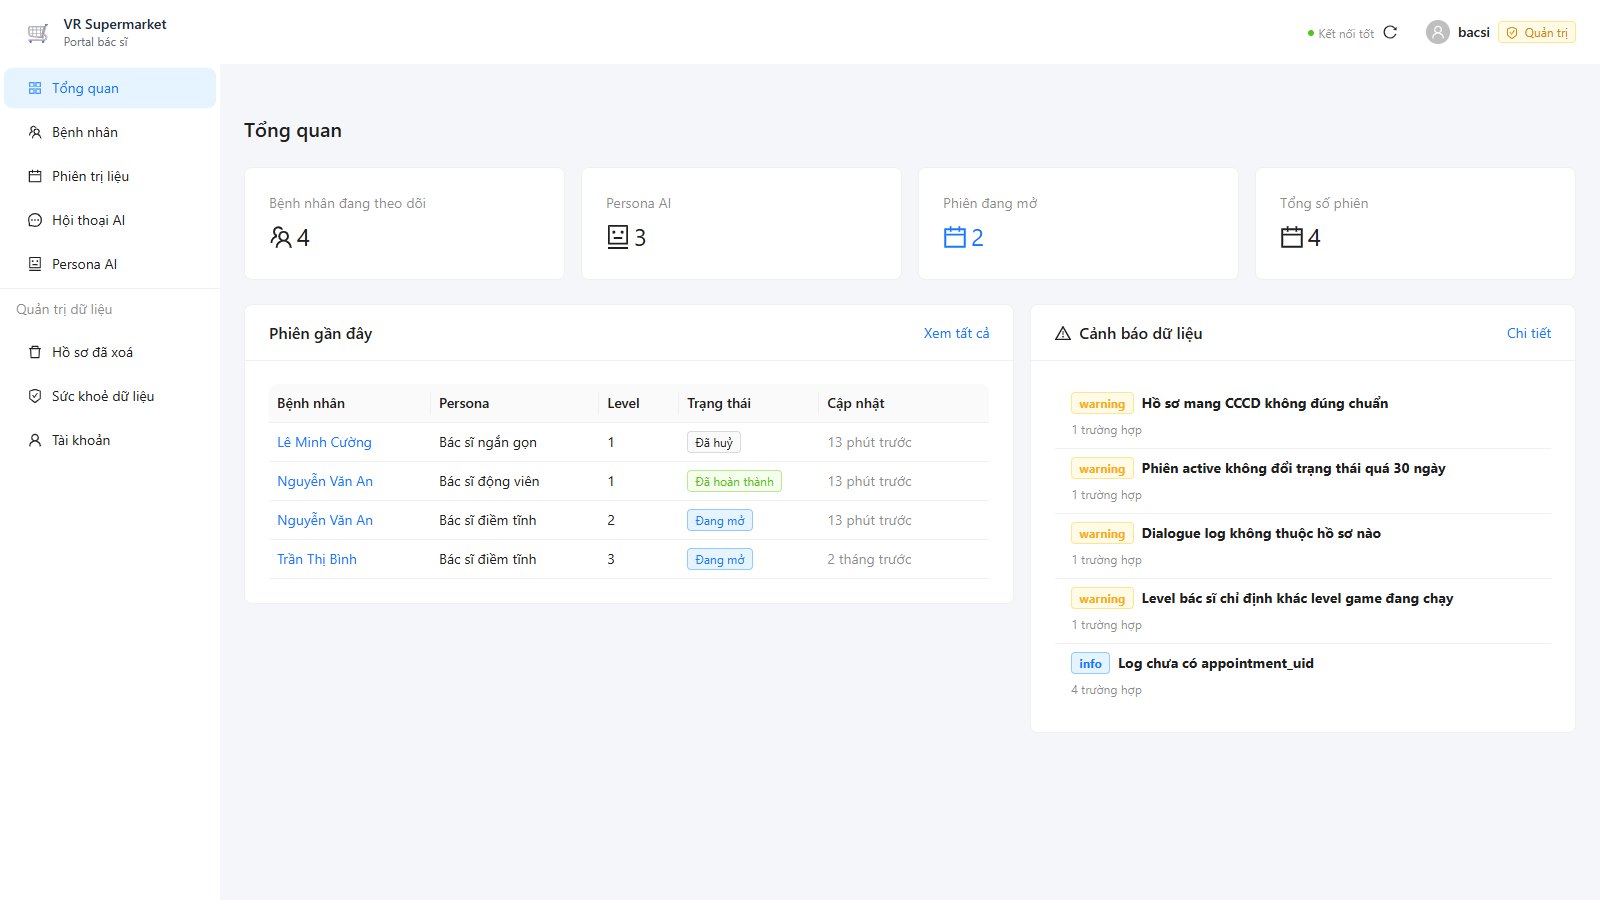 VR Supermarket
Portal bác sĩ
Kết nối tốt
bacsi
Quản trị
Tổng quan
Bệnh nhân
Phiên trị liệu
Hội thoại AI
Persona AI
Quản trị dữ liệu
Hồ sơ đã xoá
Sức khoẻ dữ liệu
Tài khoản
Tổng quan
Bệnh nhân đang theo dõi
4
Persona AI
3
Phiên đang mở
2
Tổng số phiên
4
Phiên gần đây Xem tất cả
Bệnh nhân Persona Level Trạng thái Cập nhật
Lê Minh Cường Bác sĩ ngắn gọn 1 Đã huỷ 13 phút trước
Nguyễn Văn An Bác sĩ động viên 1 Đã hoàn thành 13 phút trước
Nguyễn Văn An Bác sĩ điềm tĩnh 2 Đang mở 13 phút trước
Trần Thị Bình Bác sĩ điềm tĩnh 3 Đang mở 2 tháng trước
Cảnh báo dữ liệu Chi tiết
warning Hồ sơ mang CCCD không đúng chuẩn
1 trường hợp
warning Phiên active không đổi trạng thái quá 30 ngày
1 trường hợp
warning Dialogue log không thuộc hồ sơ nào
1 trường hợp
warning Level bác sĩ chỉ định khác level game đang chạy
1 trường hợp
info Log chưa có appointment_uid
4 trường hợp